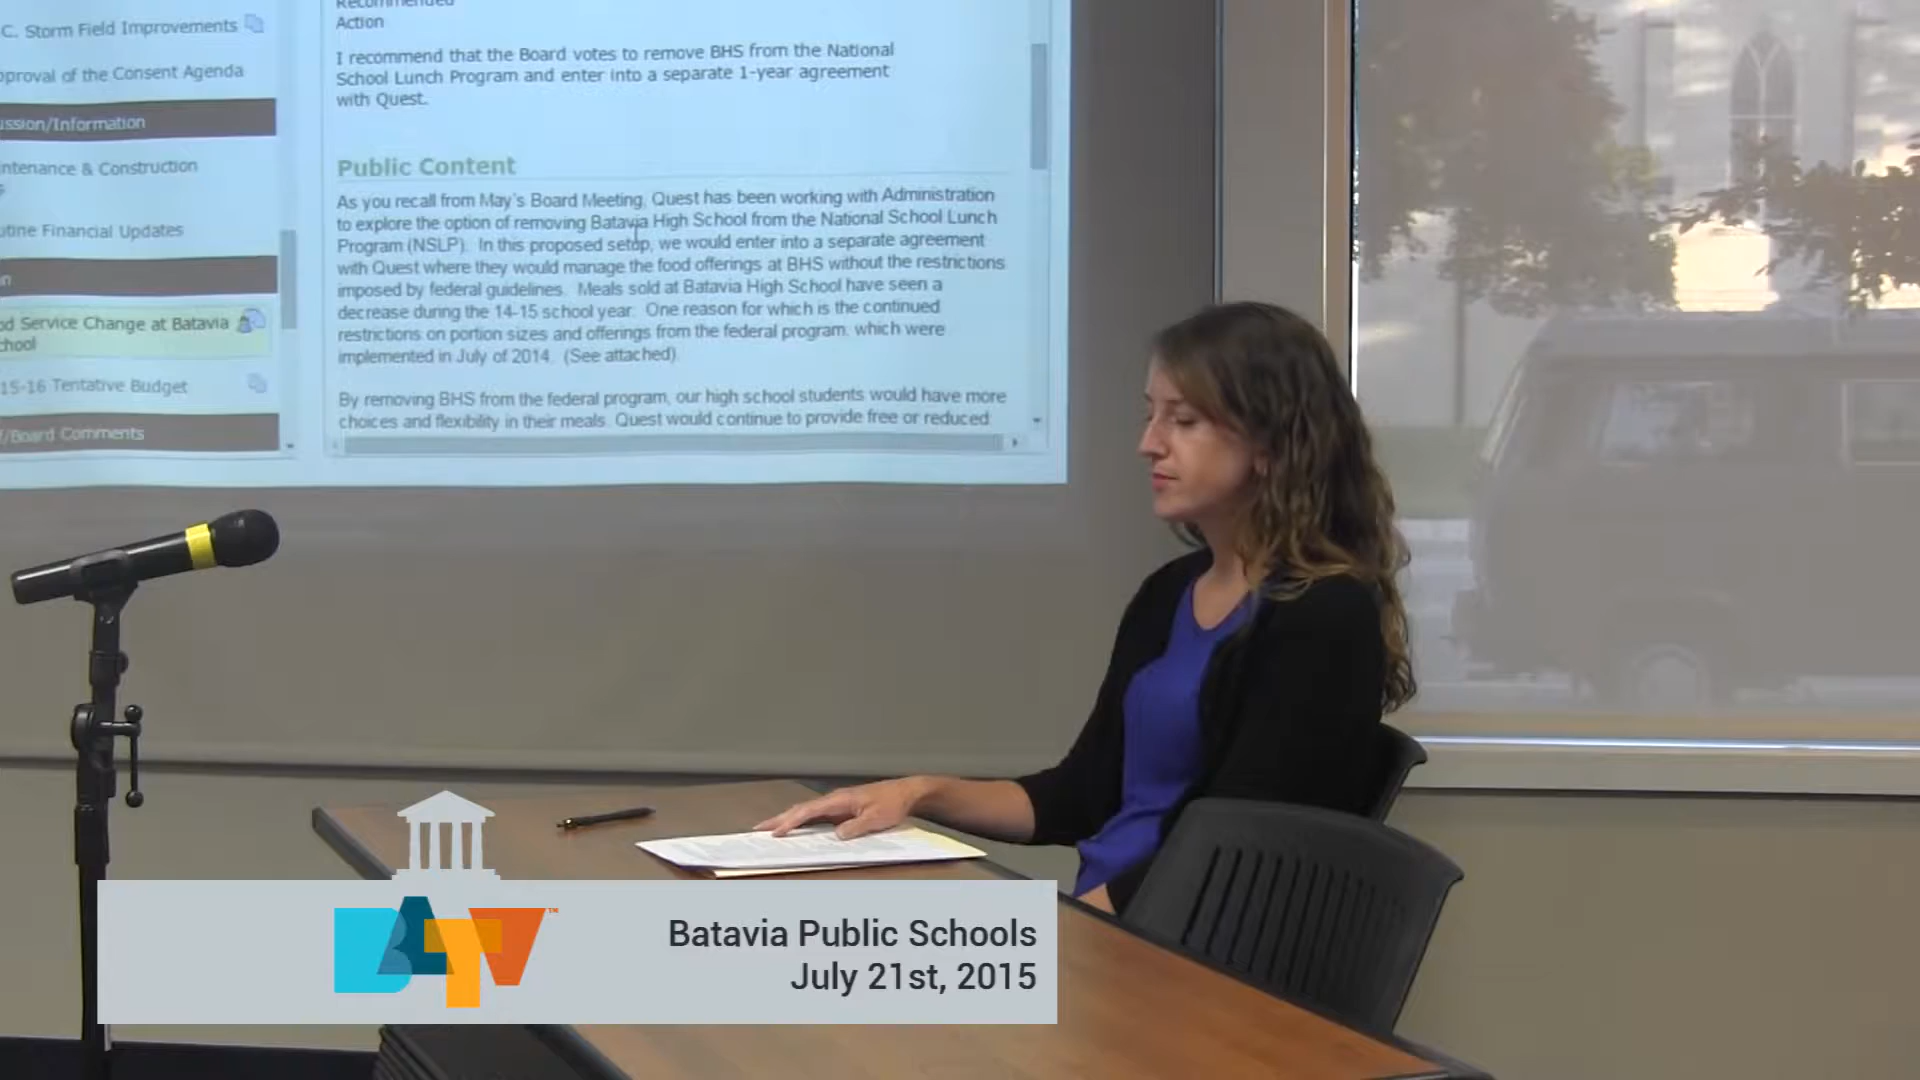 C. Storm Field Improvements
Approval of the Consent Agenda
ussion/Information
ntenance & Construction
utine Financial Updates
d Service Change at Batavia
chool
15-16 Tentative Budget
/Board Comments
Recommended
Action
I recommend that the Board votes to remove BHS from the National
School Lunch Program and enter into a separate 1-year agreement
with Quest.
Public Content
As you recall from May's Board Meeting, Quest has been working with Administration
to explore the option of removing Batavia High School from the National School Lunch
Program (NSLP). In this proposed setup, we would enter into a separate agreement
with Quest where they would manage the food offerings at BHS without the restrictions
imposed by federal guidelines. Meals sold at Batavia High School have seen a
decrease during the 14-15 school year. One reason for which is the continued
restrictions on portion sizes and offerings from the federal program, which were
implemented in July of 2014. (See attached).
By removing BHS from the federal program, our high school students would have more
choices and flexibility in their meals. Quest would continue to provide free or reduced
BATV™
Batavia Public Schools
July 21st, 2015